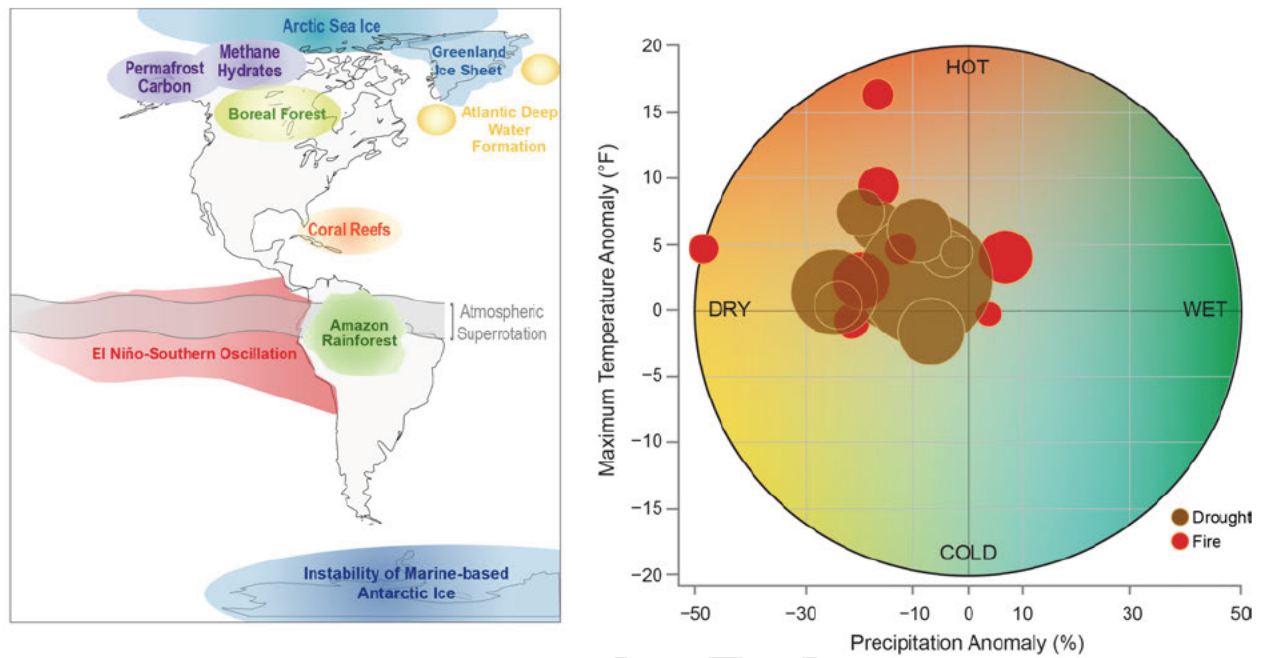 Arctic Sea Ice
Methane
Hydrates
Permafrost
Carbon
Greenland
Ice Sheet
Boreal Forest
Atlantic Deep
Water
Formation
Coral Reefs
Atmospheric
Superrotation
Amazon
Rainforest
El Niño-Southern Oscillation
Instability of Marine-based
Antarctic Ice
Maximum Temperature Anomaly (°F)
20
15
10
5
0
−5
−10
−15
−20
HOT
DRY
WET
COLD
Drought
Fire
−50
−30
−10
0
10
30
50
Precipitation Anomaly (%)